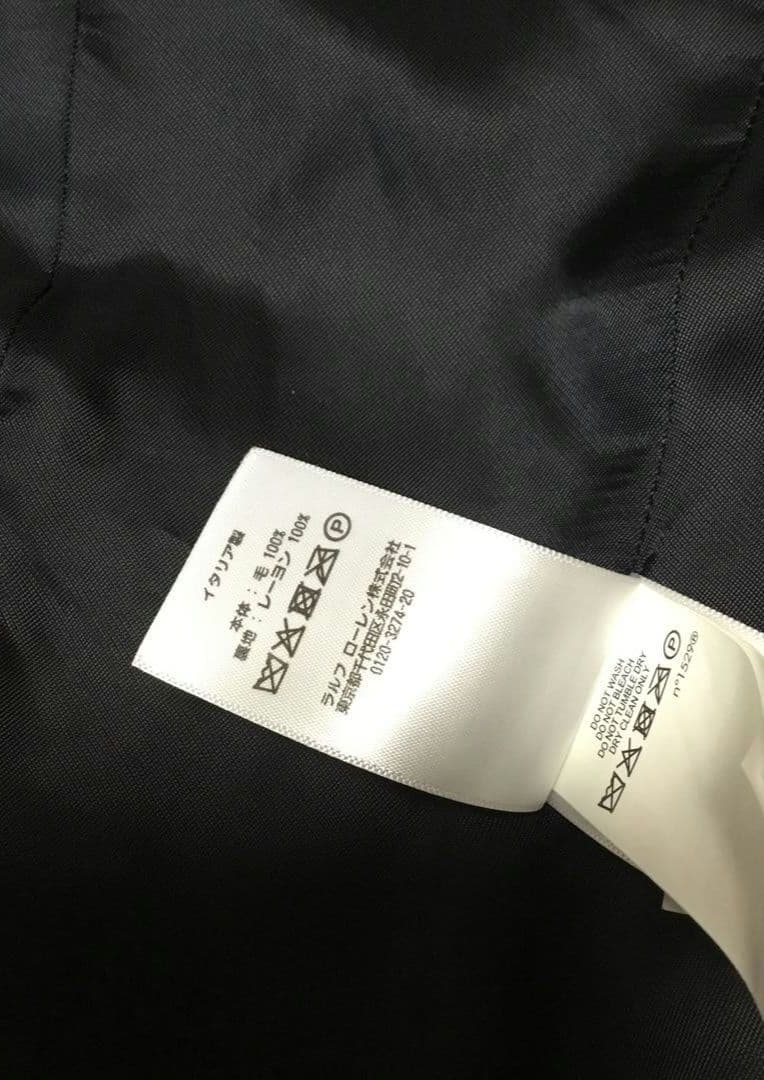 イタリア製
本体：毛 100%
裏地：レーヨン 100%
P
ラルフ ローレン株式会社
東京都千代田区永田町2-10-1
0120-3274-20
DO NOT WASH
DO NOT BLEACH
DO NOT TUMBLE DRY
DRY CLEAN ONLY
P
n°1529®